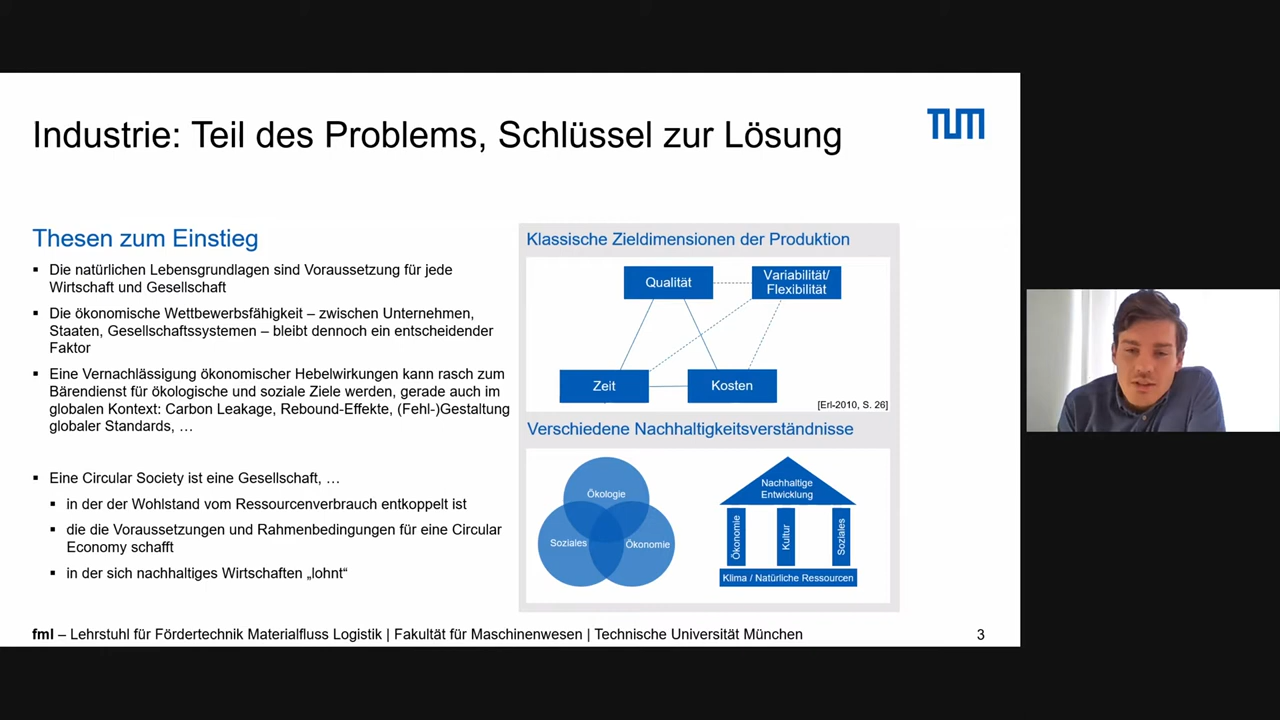 Industrie: Teil des Problems, Schlüssel zur Lösung
TUM
Thesen zum Einstieg
▪ Die natürlichen Lebensgrundlagen sind Voraussetzung für jede
Wirtschaft und Gesellschaft
▪ Die ökonomische Wettbewerbsfähigkeit – zwischen Unternehmen,
Staaten, Gesellschaftssystemen – bleibt dennoch ein entscheidender
Faktor
▪ Eine Vernachlässigung ökonomischer Hebelwirkungen kann rasch zum
Bärendienst für ökologische und soziale Ziele werden, gerade auch im
globalen Kontext: Carbon Leakage, Rebound-Effekte, (Fehl-)Gestaltung
globaler Standards, …
▪ Eine Circular Society ist eine Gesellschaft, …
▪ in der der Wohlstand vom Ressourcenverbrauch entkoppelt ist
▪ die die Voraussetzungen und Rahmenbedingungen für eine Circular
Economy schafft
▪ in der sich nachhaltiges Wirtschaften „lohnt“
Klassische Zieldimensionen der Produktion
Qualität
Variabilität/
Flexibilität
Zeit
Kosten
[Erl-2010, S. 26]
Verschiedene Nachhaltigkeitsverständnisse
Ökologie
Soziales
Ökonomie
Nachhaltige
Entwicklung
Ökonomie
Kultur
Soziales
Klima / Natürliche Ressourcen
fml – Lehrstuhl für Fördertechnik Materialfluss Logistik | Fakultät für Maschinenwesen | Technische Universität München
3